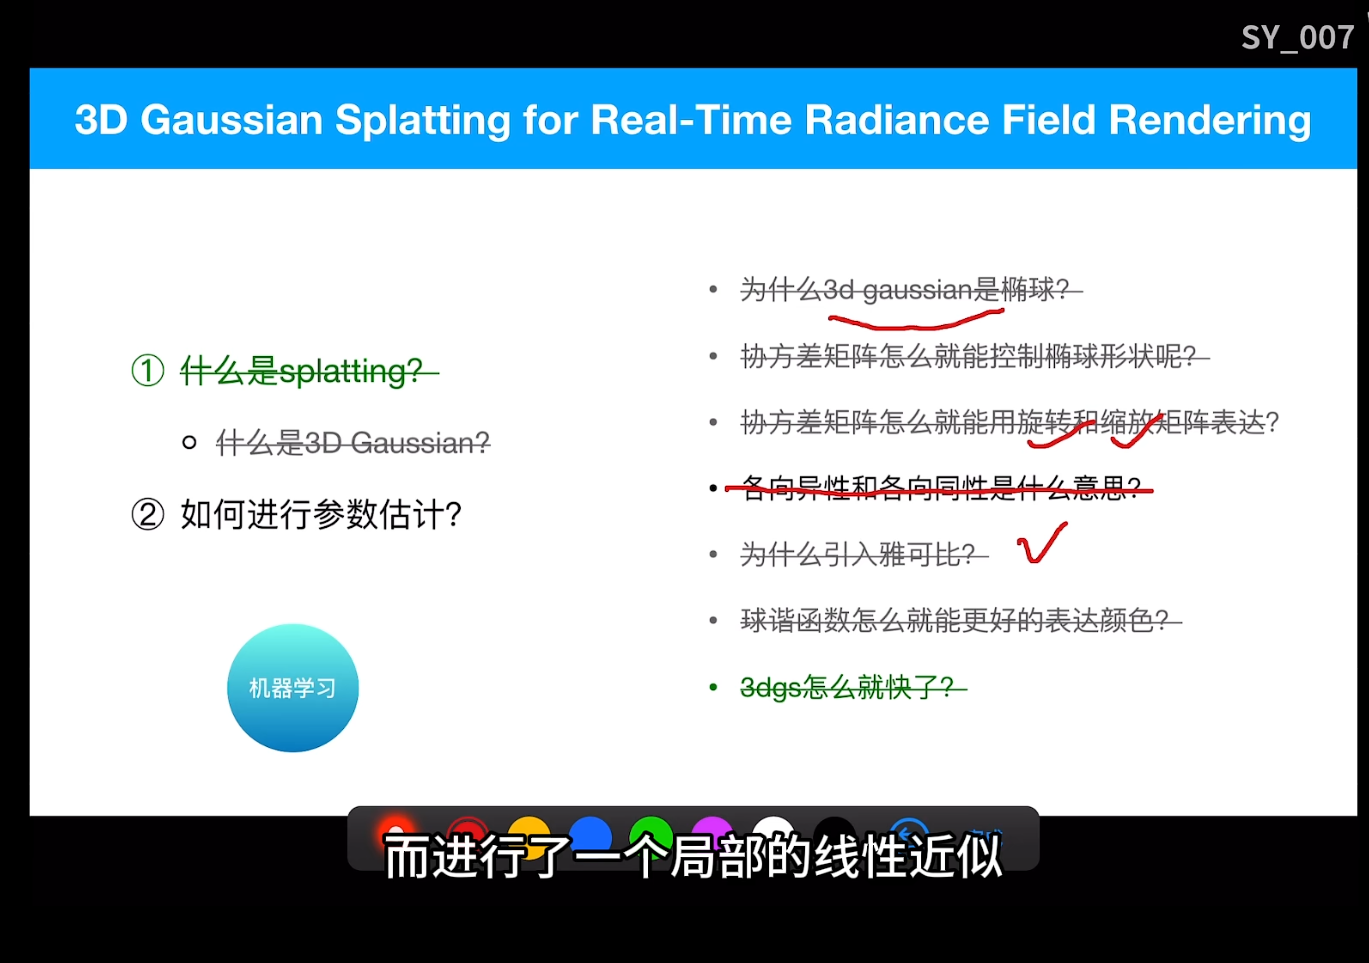 SY_007
3D Gaussian Splatting for Real-Time Radiance Field Rendering
① 什么是splatting?
什么是3D Gaussian?
② 如何进行参数估计?
机器学习
为什么3d gaussian是椭球?
协方差矩阵怎么就能控制椭球形状呢?
协方差矩阵怎么就能用旋转和缩放矩阵表达?
各向异性和各向同性是什么意思?
为什么引入雅可比?
球谐函数怎么就能更好的表达颜色?
3dgs怎么就快了?
而进行了一个局部的线性近似